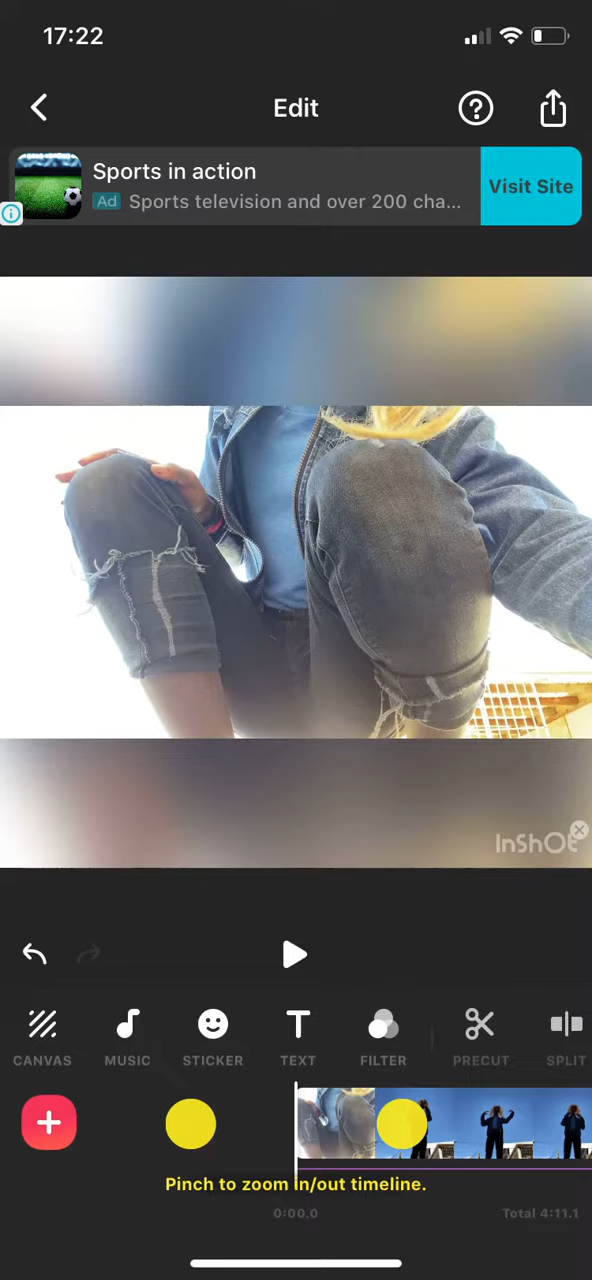 17:22
Edit
Sports in action
Ad Sports television and over 200 cha...
Visit Site
InShOt
CANVAS
MUSIC
STICKER
TEXT
FILTER
PRECUT
SPLIT
Pinch to zoom in/out timeline.
0:00.0
Total 4:11.1